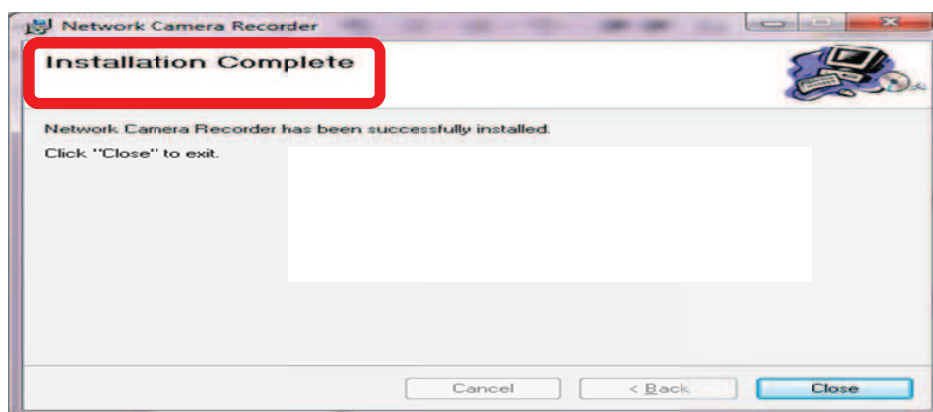 Network Camera Recorder
Installation Complete
Network Camera Recorder has been successfully installed.
Click "Close" to exit.
Cancel
< Back
Close